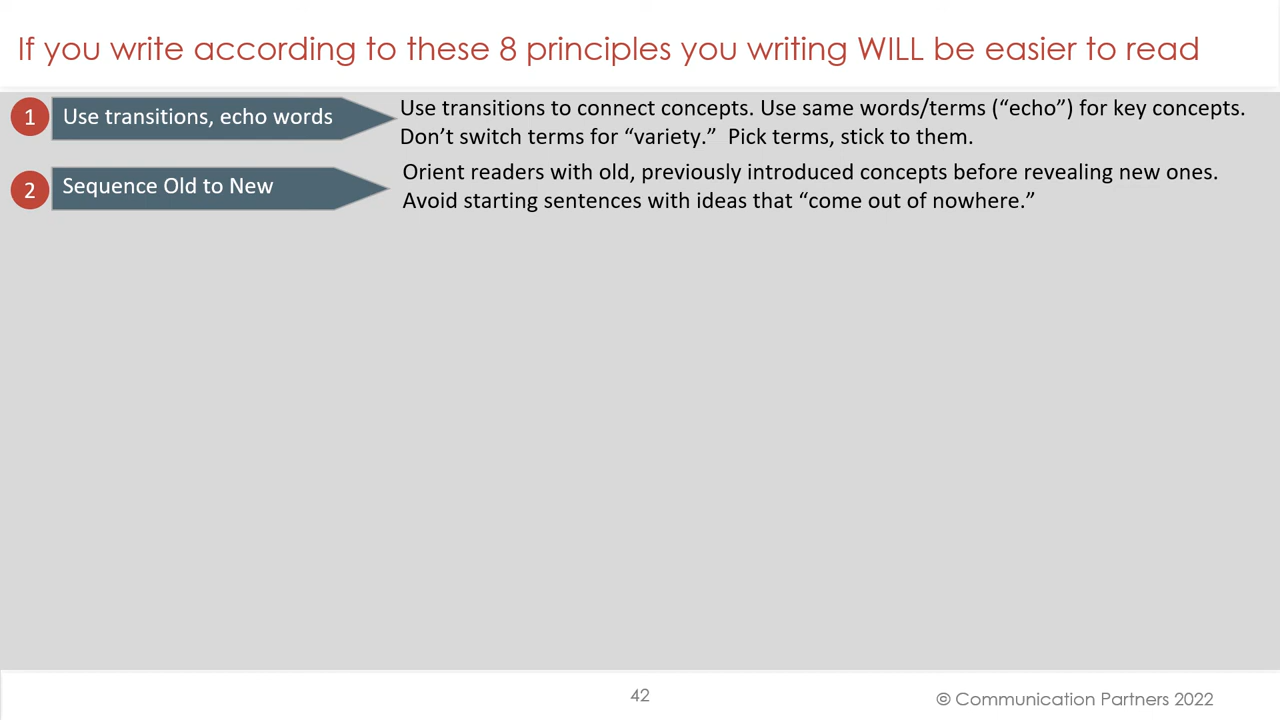 If you write according to these 8 principles you writing WILL be easier to read
1
Use transitions, echo words
Use transitions to connect concepts. Use same words/terms (“echo”) for key concepts.
Don’t switch terms for “variety.”  Pick terms, stick to them.
2
Sequence Old to New
Orient readers with old, previously introduced concepts before revealing new ones.
Avoid starting sentences with ideas that “come out of nowhere.”
42
© Communication Partners 2022